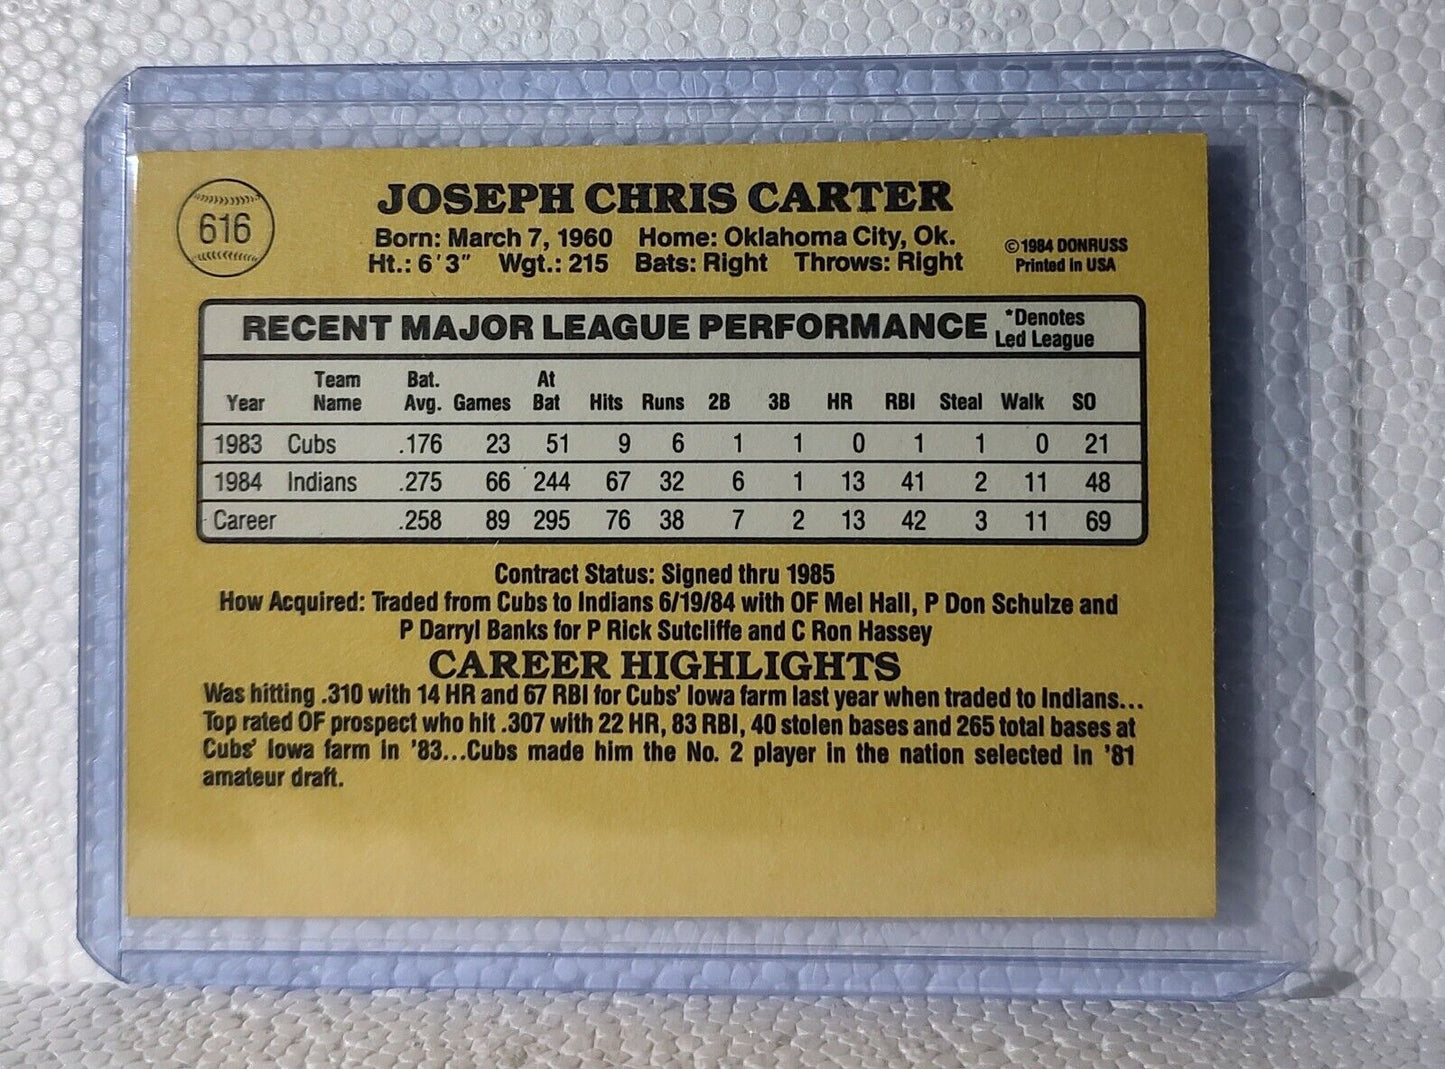 616
JOSEPH CHRIS CARTER
Born: March 7, 1960 Home: Oklahoma City, Ok.
Ht.: 6'3" Wgt.: 215 Bats: Right Throws: Right
©1984 DONRUSS
Printed in USA
RECENT MAJOR LEAGUE PERFORMANCE *Denotes
Led League
Year Team Name Bat. Avg. Games At Bat Hits Runs 2B 3B HR RBI Steal Walk SO
1983 Cubs .176 23 51 9 6 1 1 0 1 1 0 21
1984 Indians .275 66 244 67 32 6 1 13 41 2 11 48
Career .258 89 295 76 38 7 2 13 42 3 11 69
Contract Status: Signed thru 1985
How Acquired: Traded from Cubs to Indians 6/19/84 with OF Mel Hall, P Don Schulze and
P Darryl Banks for P Rick Sutcliffe and C Ron Hassey
CAREER HIGHLIGHTS
Was hitting .310 with 14 HR and 67 RBI for Cubs' Iowa farm last year when traded to Indians...
Top rated OF prospect who hit .307 with 22 HR, 83 RBI, 40 stolen bases and 265 total bases at
Cubs' Iowa farm in '83...Cubs made him the No. 2 player in the nation selected in '81
amateur draft.